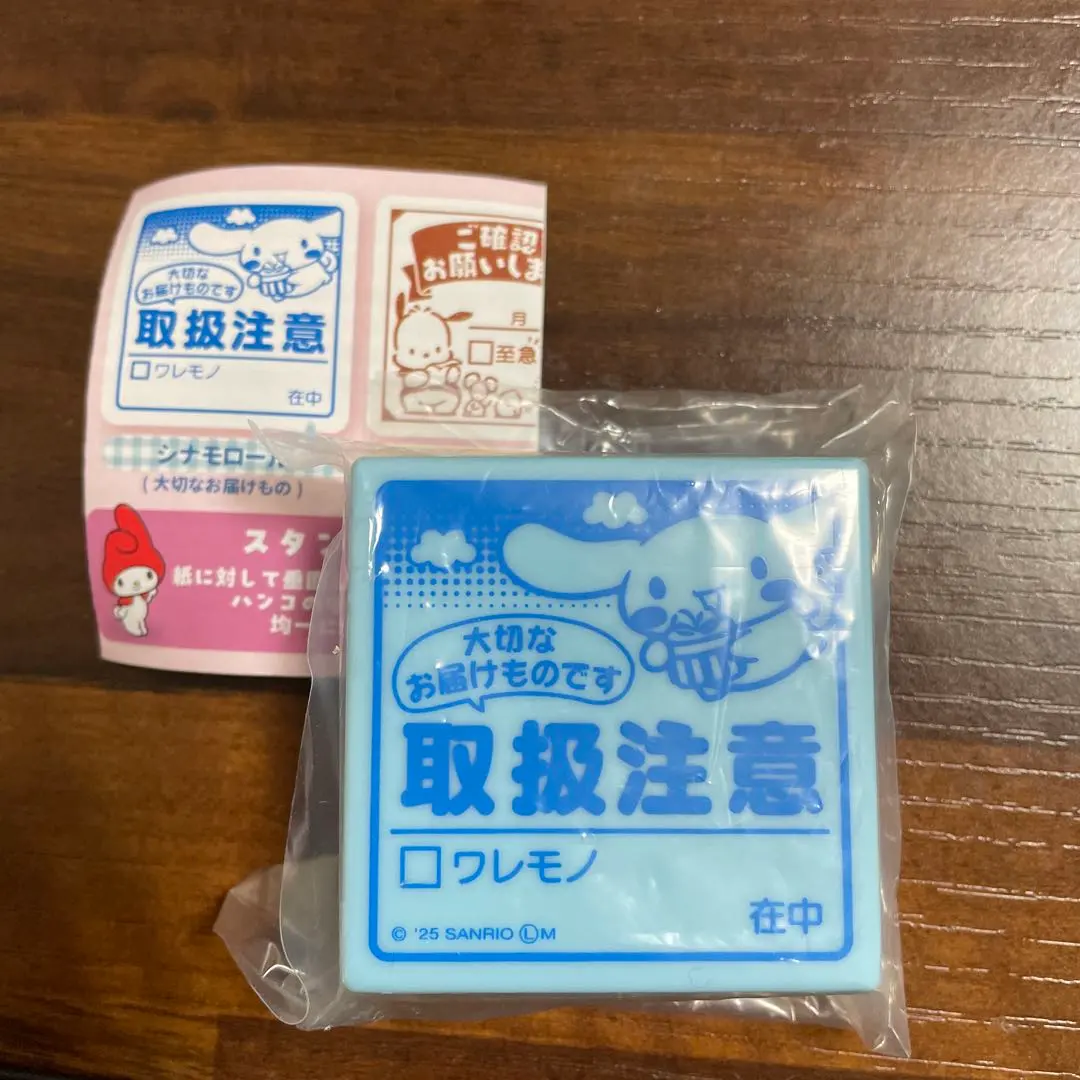 大切な
お届けものです
取扱注意
□ワレモノ
在中
ご確認
お願いしま
月
□至急
シナモロール
(大切なお届けもの)
スタン
紙に対して垂直
ハンコの
均一
大切な
お届けものです
取扱注意
□ワレモノ
在中
© '25 SANRIO ⓁM